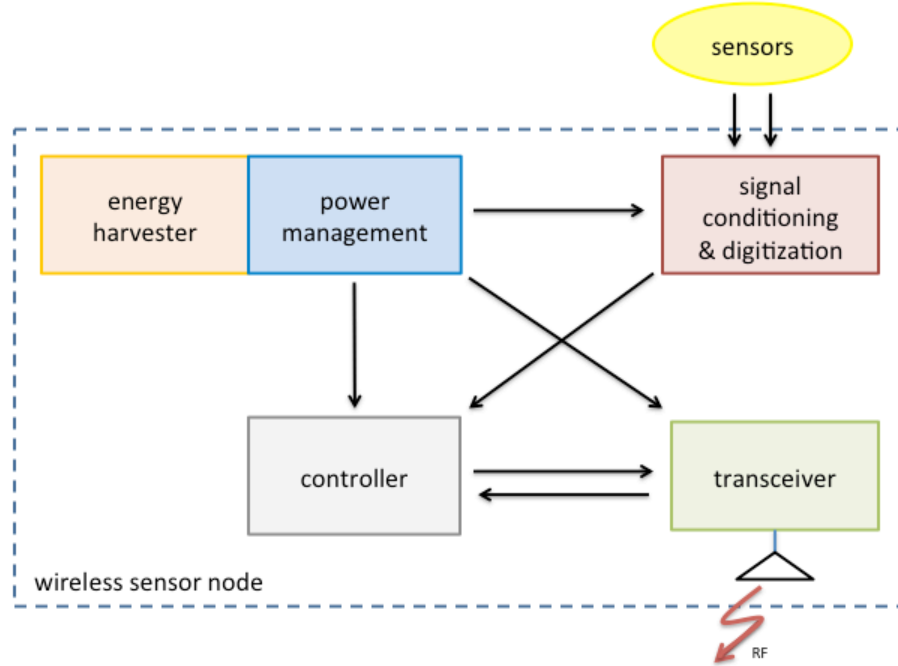 sensors
energy
harvester
power
management
signal
conditioning
& digitization
controller
transceiver
wireless sensor node
RF